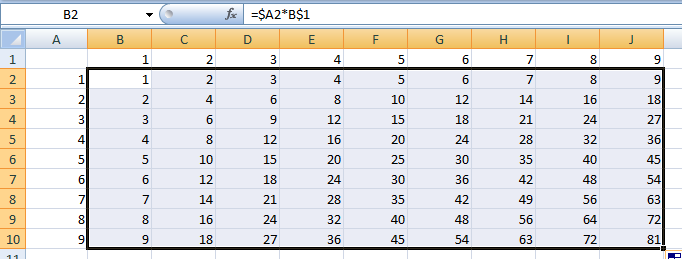 B2 fx =$A2*B$1
A B C D E F G H I J
1 1 2 3 4 5 6 7 8 9
2 1 1 2 3 4 5 6 7 8 9
3 2 2 4 6 8 10 12 14 16 18
4 3 3 6 9 12 15 18 21 24 27
5 4 4 8 12 16 20 24 28 32 36
6 5 5 10 15 20 25 30 35 40 45
7 6 6 12 18 24 30 36 42 48 54
8 7 7 14 21 28 35 42 49 56 63
9 8 8 16 24 32 40 48 56 64 72
10 9 9 18 27 36 45 54 63 72 81
11